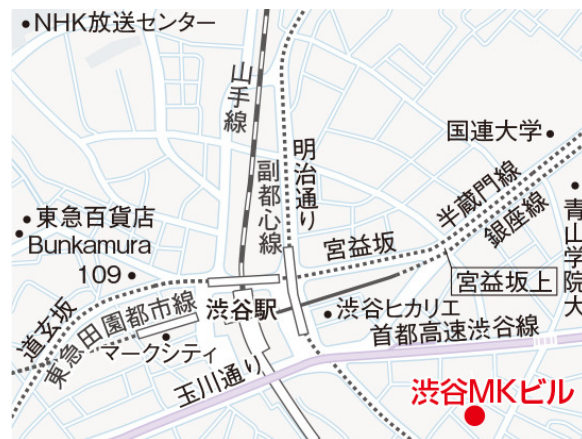 NHK放送センター
山手線
副都心線
明治通り
国連大学
半蔵門線
銀座線
青山学院大
東急百貨店
Bunkamura
109
宮益坂
宮益坂上
道玄坂
東急田園都市線
渋谷駅
渋谷ヒカリエ
マークシティ
首都高速渋谷線
玉川通り
渋谷MKビル